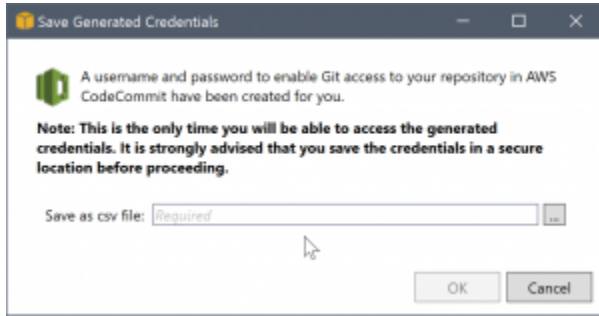 Save Generated Credentials
A username and password to enable Git access to your repository in AWS
CodeCommit have been created for you.
Note: This is the only time you will be able to access the generated
credentials. It is strongly advised that you save the credentials in a secure
location before proceeding.
Save as csv file: Required ...
OK Cancel